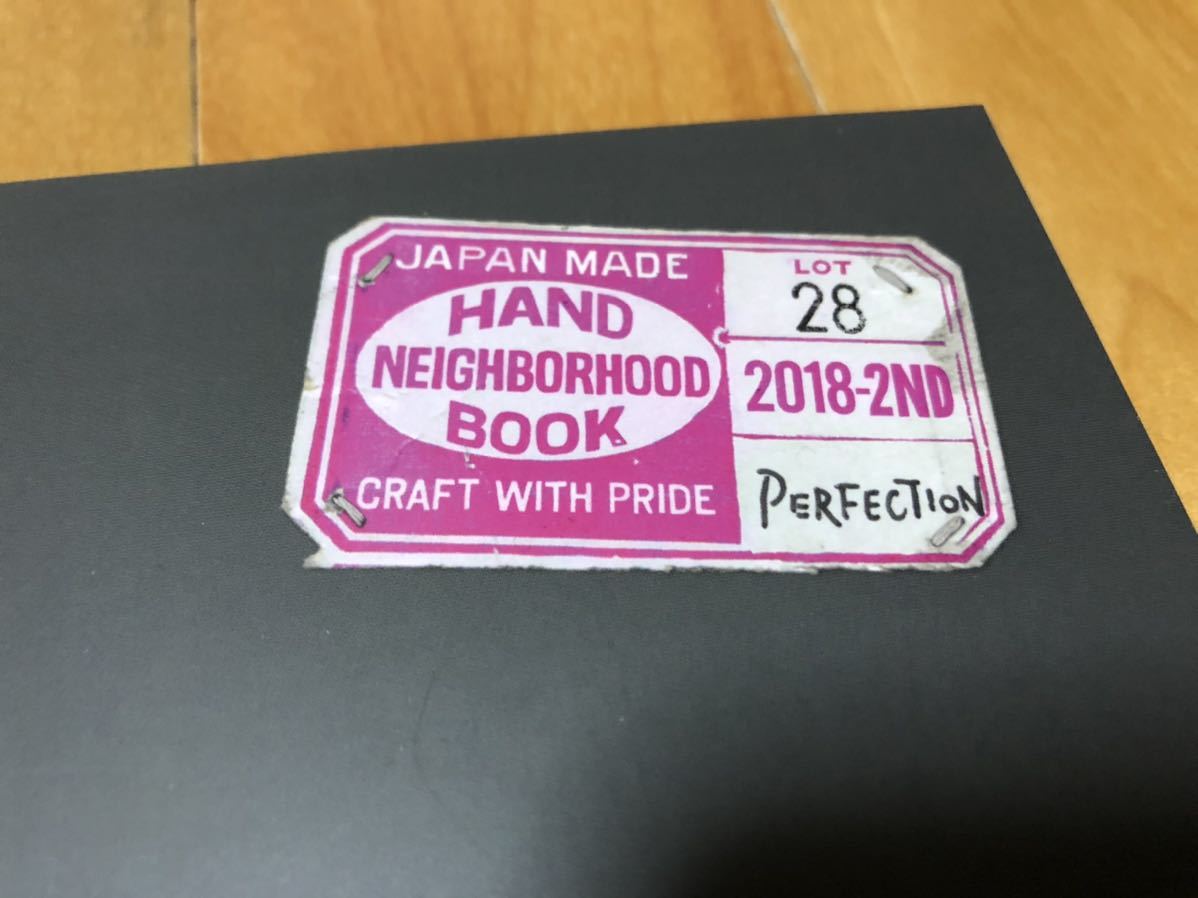 JAPAN MADE
HAND
NEIGHBORHOOD
BOOK
CRAFT WITH PRIDE
LOT
28
2018-2ND
PERFECTION